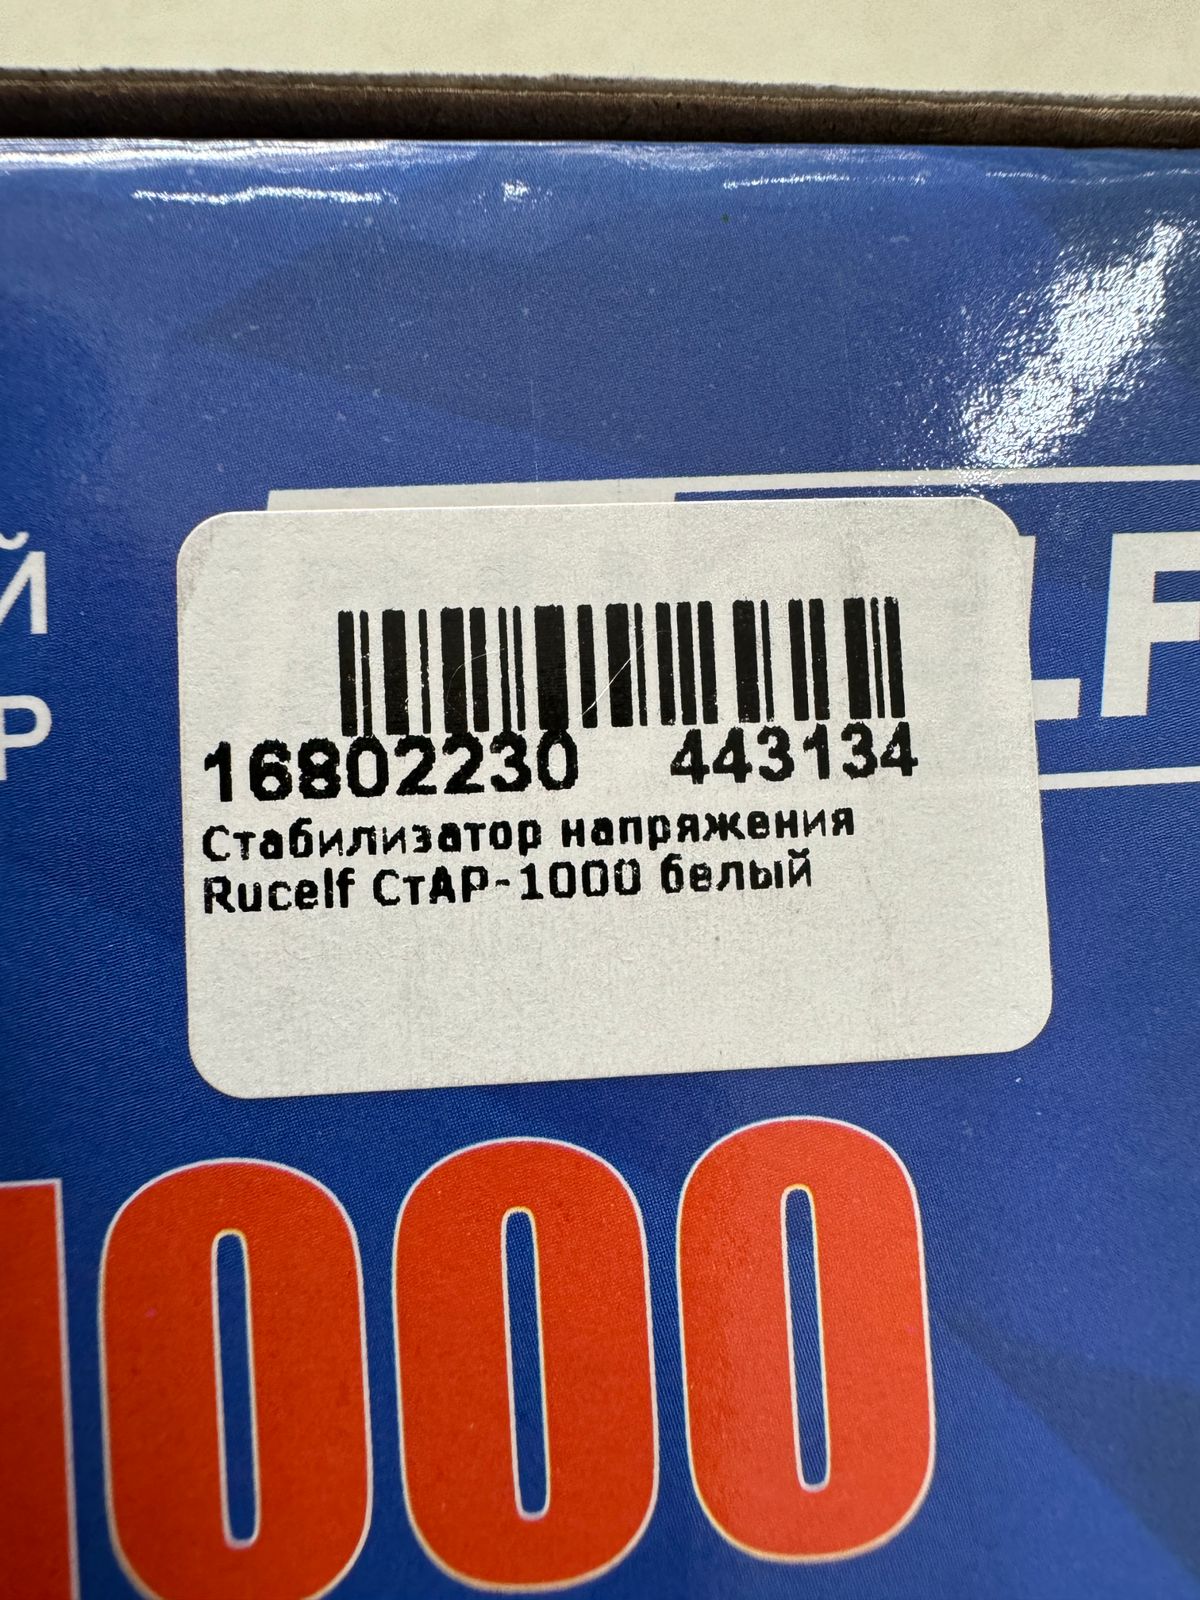 16802230 443134
Стабилизатор напряжения
Rucelf СтАР-1000 белый
1000